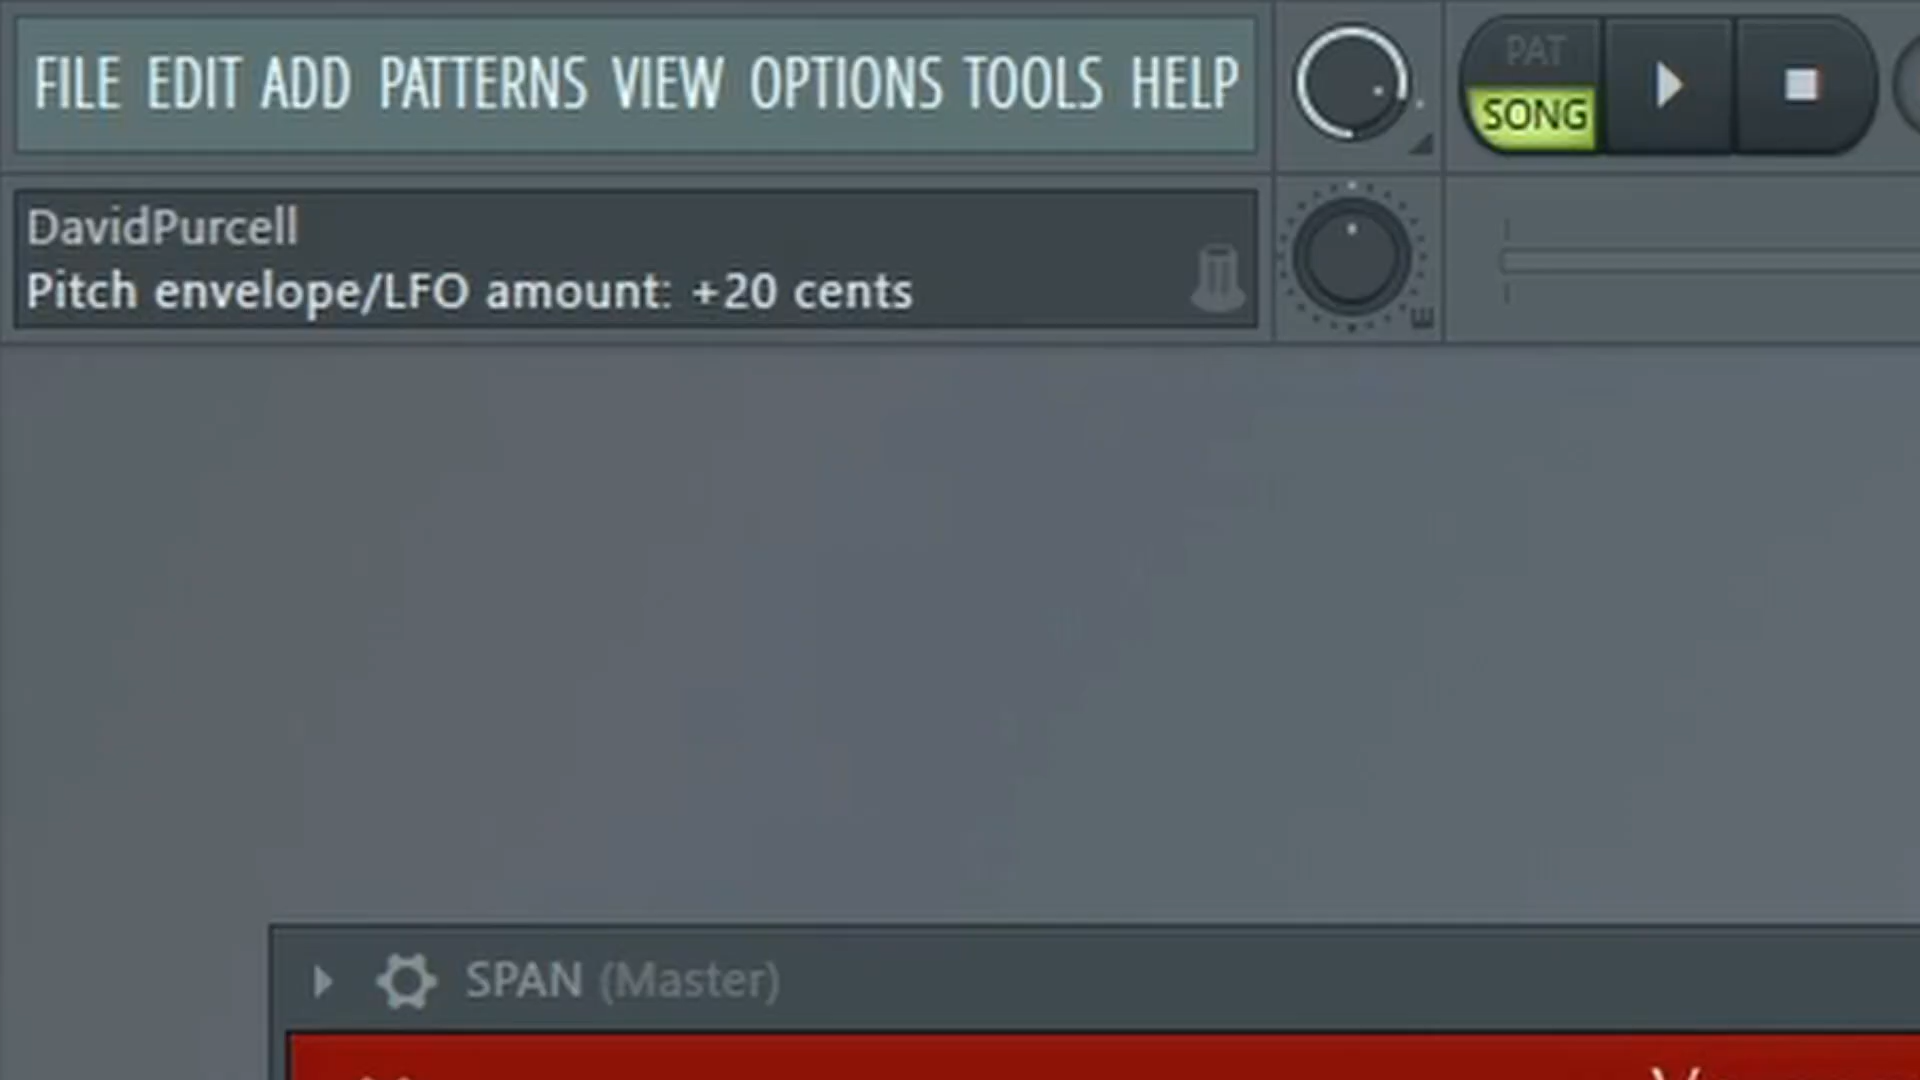 FILE EDIT ADD PATTERNS VIEW OPTIONS TOOLS HELP
PAT
SONG
DavidPurcell
Pitch envelope/LFO amount: +20 cents
SPAN (Master)